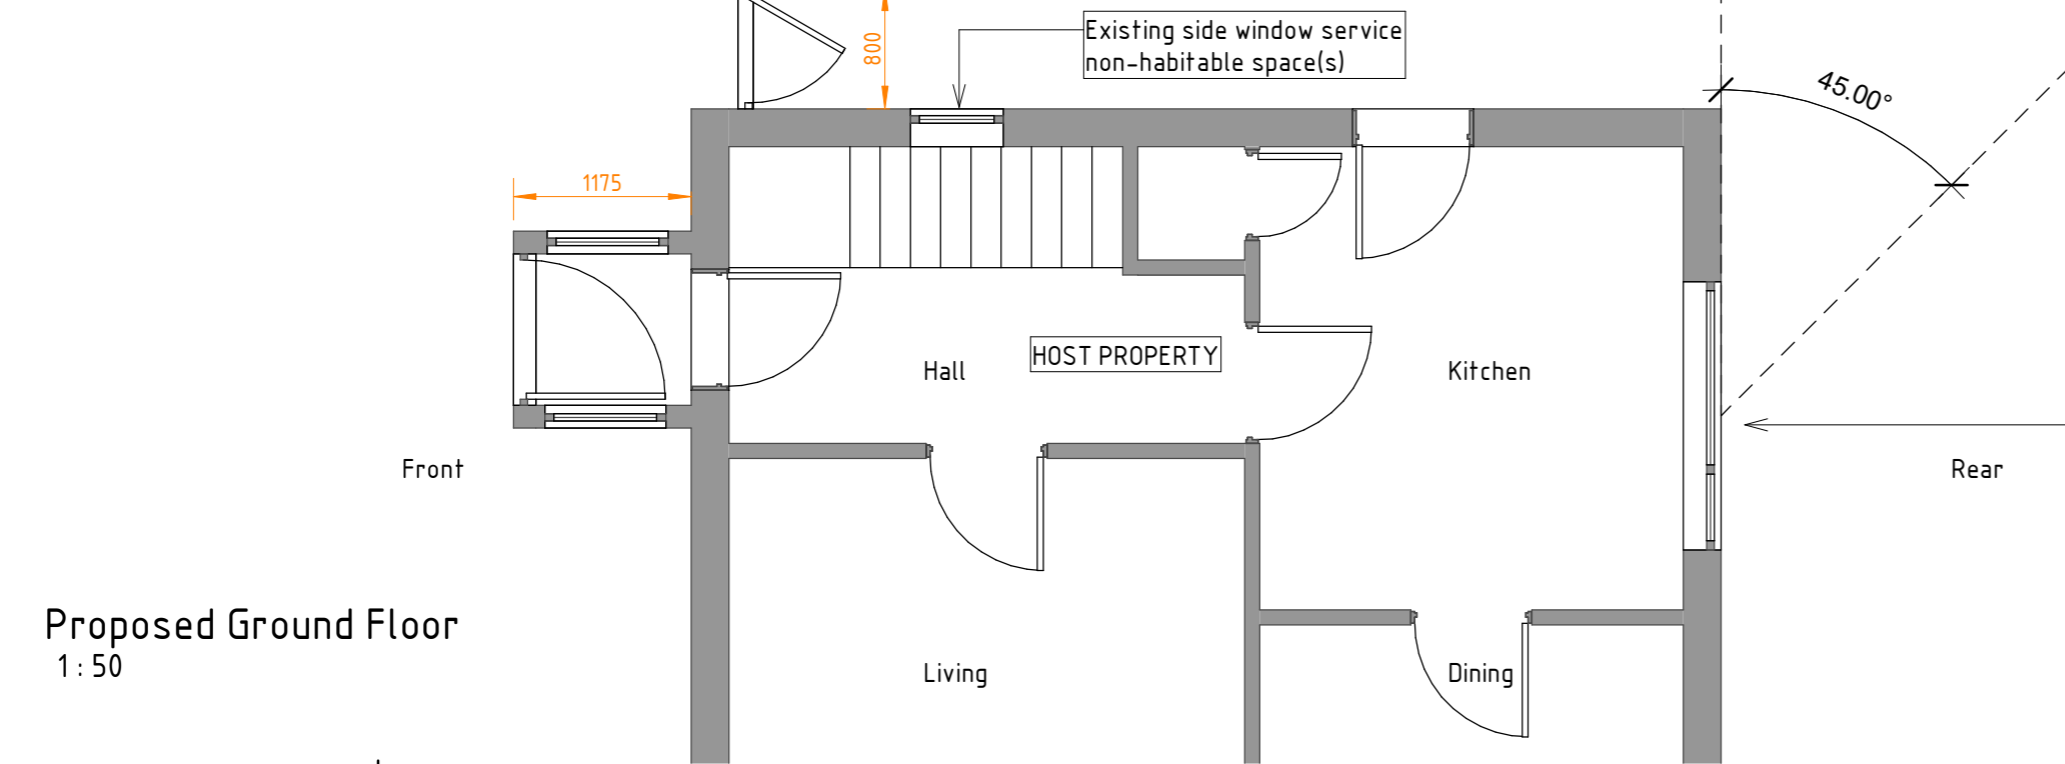 Existing side window service
non-habitable space(s)
800
45.00°
1175
HOST PROPERTY
Hall
Kitchen
Front
Rear
Proposed Ground Floor
1 : 50
Living
Dining